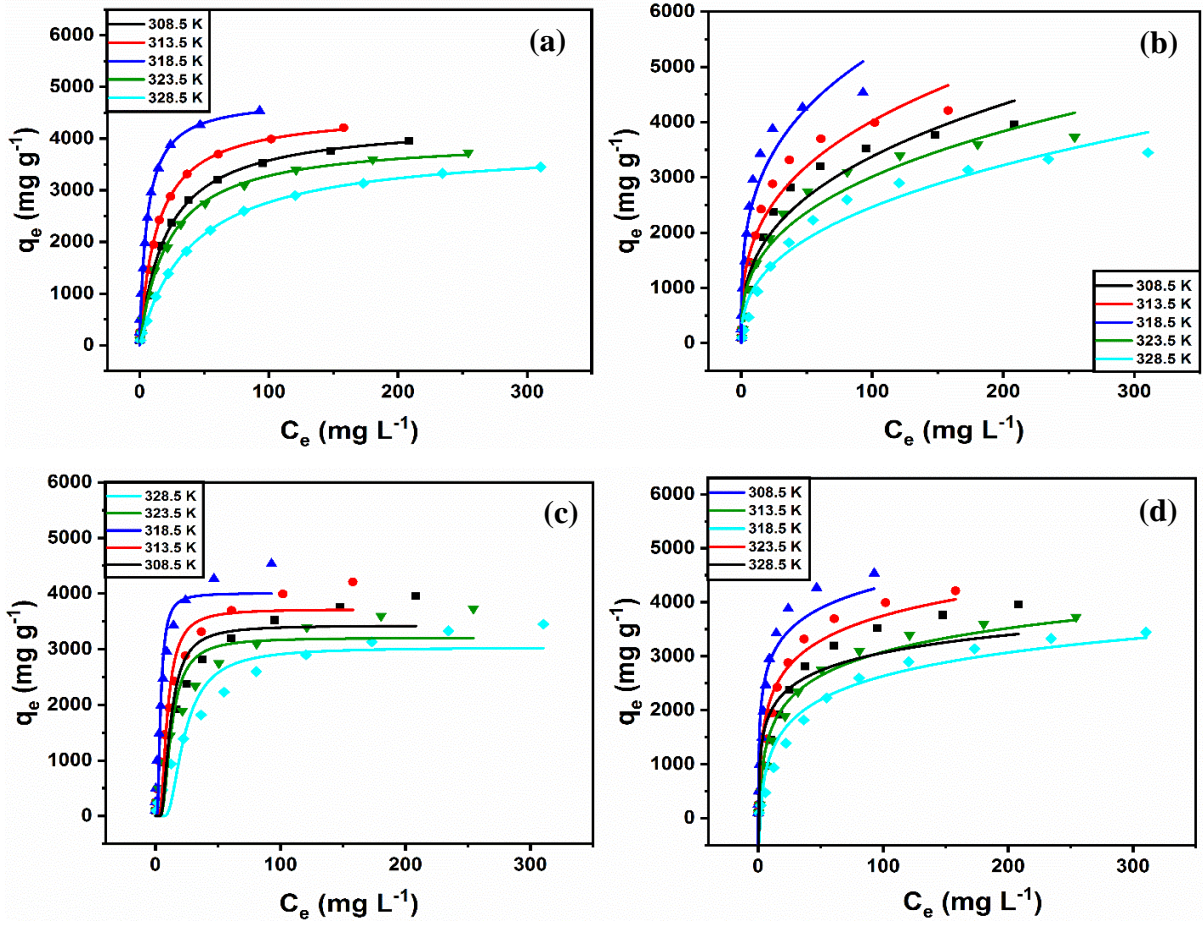 308.5 K
313.5 K
318.5 K
323.5 K
328.5 K
(a)
6000
5000
4000
3000
2000
1000
0
qe (mg g-1)
0 100 200 300
Ce (mg L-1)
(b)
6000
5000
4000
3000
2000
1000
0
qe (mg g-1)
308.5 K
313.5 K
318.5 K
323.5 K
328.5 K
0 100 200 300
Ce (mg L-1)
328.5 K
323.5 K
318.5 K
313.5 K
308.5 K
(c)
6000
5000
4000
3000
2000
1000
0
qe (mg g-1)
0 100 200 300
Ce (mg L-1)
308.5 K
313.5 K
318.5 K
323.5 K
328.5 K
(d)
6000
5000
4000
3000
2000
1000
0
qe (mg g-1)
0 100 200 300
Ce (mg L-1)